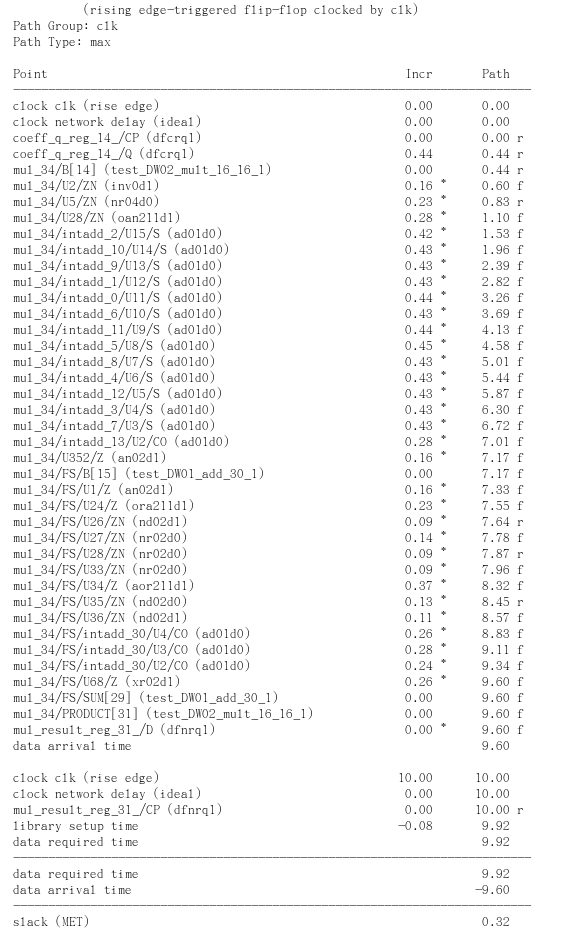 (rising edge-triggered flip-flop clocked by clk)
Path Group: clk
Path Type: max
Point Incr Path
clock clk (rise edge) 0.00 0.00
clock network delay (ideal) 0.00 0.00
coeff_q_reg_14_/CP (dfcrq1) 0.00 0.00 r
coeff_q_reg_14_/Q (dfcrq1) 0.44 0.44 r
mul_34/B[14] (test_DW02_mult_16_16_1) 0.00 0.44 r
mul_34/U2/ZN (inv0d1) 0.16 * 0.60 f
mul_34/U5/ZN (nr04d0) 0.23 * 0.83 r
mul_34/U28/ZN (oan211d1) 0.28 * 1.10 f
mul_34/intadd_2/U15/S (ad01d0) 0.42 * 1.53 f
mul_34/intadd_10/U14/S (ad01d0) 0.43 * 1.96 f
mul_34/intadd_9/U13/S (ad01d0) 0.43 * 2.39 f
mul_34/intadd_1/U12/S (ad01d0) 0.43 * 2.82 f
mul_34/intadd_0/U11/S (ad01d0) 0.44 * 3.26 f
mul_34/intadd_6/U10/S (ad01d0) 0.43 * 3.69 f
mul_34/intadd_11/U9/S (ad01d0) 0.44 * 4.13 f
mul_34/intadd_5/U8/S (ad01d0) 0.45 * 4.58 f
mul_34/intadd_8/U7/S (ad01d0) 0.43 * 5.01 f
mul_34/intadd_4/U6/S (ad01d0) 0.43 * 5.44 f
mul_34/intadd_12/U5/S (ad01d0) 0.43 * 5.87 f
mul_34/intadd_3/U4/S (ad01d0) 0.43 * 6.30 f
mul_34/intadd_7/U3/S (ad01d0) 0.43 * 6.72 f
mul_34/intadd_13/U2/CO (ad01d0) 0.28 * 7.01 f
mul_34/U352/Z (an02d1) 0.16 * 7.17 f
mul_34/FS/B[15] (test_DW01_add_30_1) 0.00 7.17 f
mul_34/FS/U1/Z (an02d1) 0.16 * 7.33 f
mul_34/FS/U24/Z (ora211d1) 0.23 * 7.55 f
mul_34/FS/U26/ZN (nd02d1) 0.09 * 7.64 r
mul_34/FS/U27/ZN (nr02d0) 0.14 * 7.78 f
mul_34/FS/U28/ZN (nr02d0) 0.09 * 7.87 r
mul_34/FS/U33/ZN (nr02d0) 0.09 * 7.96 f
mul_34/FS/U34/Z (aor211d1) 0.37 * 8.32 f
mul_34/FS/U35/ZN (nd02d0) 0.13 * 8.45 r
mul_34/FS/U36/ZN (nd02d0) 0.11 * 8.57 f
mul_34/FS/intadd_30/U4/CO (ad01d0) 0.26 * 8.83 f
mul_34/FS/intadd_30/U3/CO (ad01d0) 0.28 * 9.11 f
mul_34/FS/intadd_30/U2/CO (ad01d0) 0.24 * 9.34 f
mul_34/FS/U68/Z (xr02d1) 0.26 * 9.60 f
mul_34/FS/SUM[29] (test_DW01_add_30_1) 0.00 9.60 f
mul_34/PRODUCT[31] (test_DW02_mult_16_16_1) 0.00 9.60 f
mul_result_reg_31_/D (dfnrq1) 0.00 * 9.60 f
data arrival time 9.60
clock clk (rise edge) 10.00 10.00
clock network delay (ideal) 0.00 10.00
mul_result_reg_31_/CP (dfnrq1) 0.00 10.00 r
library setup time -0.08 9.92
data required time 9.92
data required time 9.92
data arrival time -9.60
slack (MET) 0.32